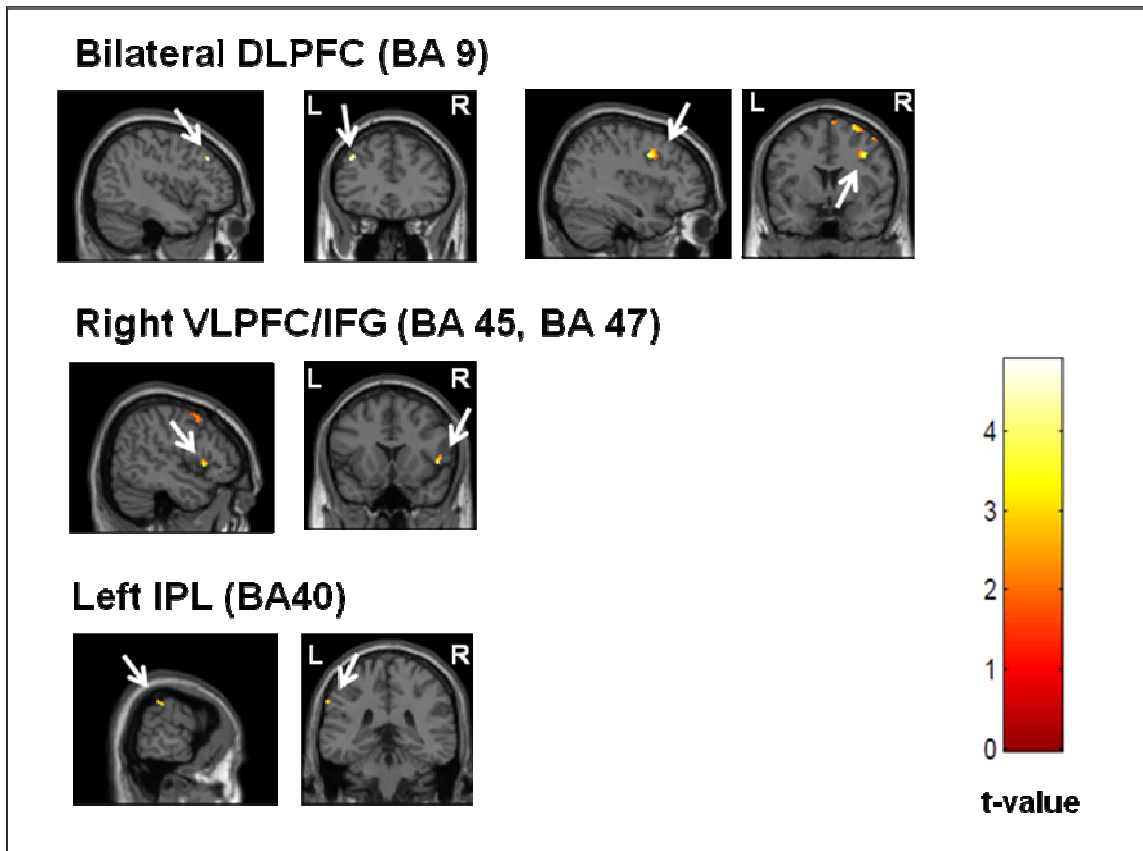 Bilateral DLPFC (BA 9)
L R L R
Right VLPFC/IFG (BA 45, BA 47)
L R
4
3
2
1
0
t-value
Left IPL (BA40)
L R